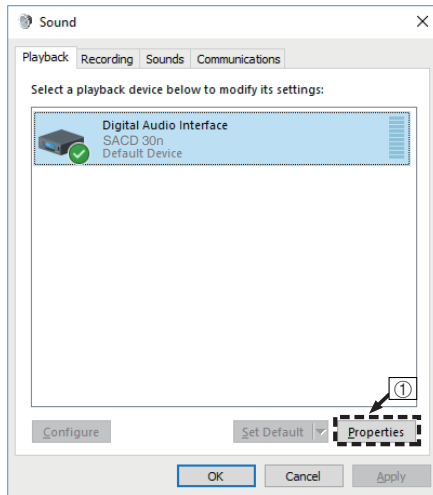 Sound
Playback Recording Sounds Communications
Select a playback device below to modify its settings:
Digital Audio Interface
SACD 30n
Default Device
①
Configure Set Default Properties
OK Cancel Apply